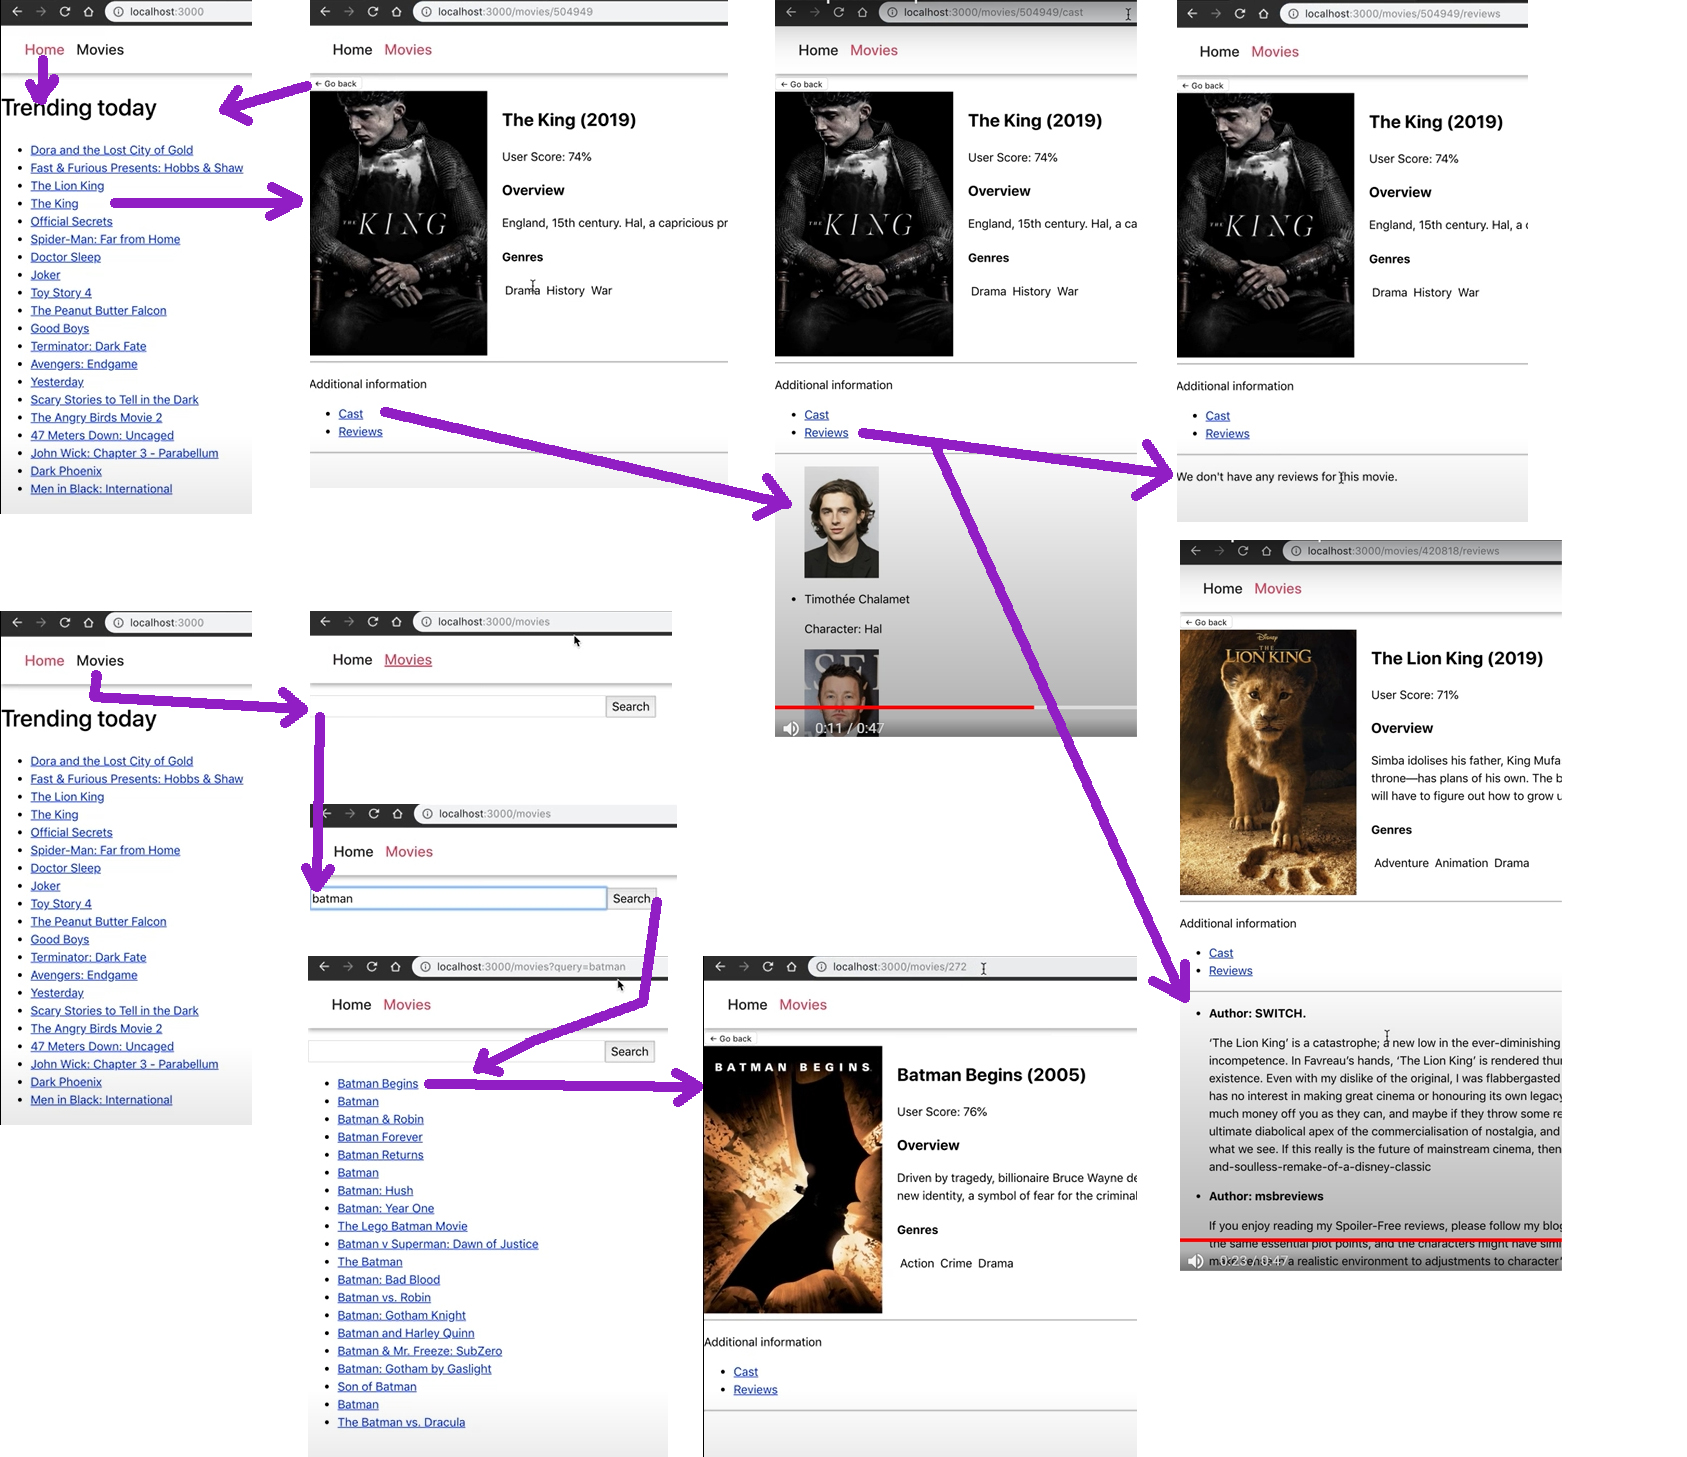 localhost:3000
Home Movies
Trending today
Dora and the Lost City of Gold
Fast & Furious Presents: Hobbs & Shaw
The Lion King
The King
Official Secrets
Spider-Man: Far from Home
Doctor Sleep
Joker
Toy Story 4
The Peanut Butter Falcon
Good Boys
Terminator: Dark Fate
Avengers: Endgame
Yesterday
Scary Stories to Tell in the Dark
The Angry Birds Movie 2
47 Meters Down: Uncaged
John Wick: Chapter 3 - Parabellum
Dark Phoenix
Men in Black: International
localhost:3000/movies/504949
Home Movies
← Go back
THE KING
The King (2019)
User Score: 74%
Overview
England, 15th century. Hal, a capricious pr
Genres
Drama History War
Additional information
Cast
Reviews
localhost:3000/movies/504949/cast
Home Movies
← Go back
THE KING
The King (2019)
User Score: 74%
Overview
England, 15th century. Hal, a ca
Genres
Drama History War
Additional information
Cast
Reviews
Timothée Chalamet
Character: Hal
0:11 / 0:47
localhost:3000/movies/504949/reviews
Home Movies
← Go back
THE KING
The King (2019)
User Score: 74%
Overview
England, 15th century. Hal, a c
Genres
Drama History War
Additional information
Cast
Reviews
We don't have any reviews for this movie.
localhost:3000/movies/420818/reviews
Home Movies
← Go back
Disney
THE LION KING
The Lion King (2019)
User Score: 71%
Overview
Simba idolises his father, King Mufa
throne—has plans of his own. The b
will have to figure out how to grow u
Genres
Adventure Animation Drama
Additional information
Cast
Reviews
Author: SWITCH.
‘The Lion King’ is a catastrophe; a new low in the ever-diminishing
incompetence. In Favreau’s hands, ‘The Lion King’ is rendered thu
existence. Even with my dislike of the original, I was flabbergasted
has no interest in making great cinema or honouring its own legacy
much money off you as they can, and maybe if they throw some re
ultimate diabolical apex of the commercialisation of nostalgia, and
what we see. If this really is the future of mainstream cinema, then
and-soulless-remake-of-a-disney-classic
Author: msbreviews
If you enjoy reading my Spoiler-Free reviews, please follow my blog
the same essential plot points, and the characters might have simi
a realistic environment to adjustments to character
0:23 / 0:47
localhost:3000
Home Movies
Trending today
Dora and the Lost City of Gold
Fast & Furious Presents: Hobbs & Shaw
The Lion King
The King
Official Secrets
Spider-Man: Far from Home
Doctor Sleep
Joker
Toy Story 4
The Peanut Butter Falcon
Good Boys
Terminator: Dark Fate
Avengers: Endgame
Yesterday
Scary Stories to Tell in the Dark
The Angry Birds Movie 2
47 Meters Down: Uncaged
John Wick: Chapter 3 - Parabellum
Dark Phoenix
Men in Black: International
localhost:3000/movies
Home Movies
Search
localhost:3000/movies
Home Movies
batman Search
localhost:3000/movies?query=batman
Home Movies
Search
Batman Begins
Batman
Batman & Robin
Batman Forever
Batman Returns
Batman
Batman: Hush
Batman: Year One
The Lego Batman Movie
Batman v Superman: Dawn of Justice
The Batman
Batman: Bad Blood
Batman vs. Robin
Batman: Gotham Knight
Batman and Harley Quinn
Batman & Mr. Freeze: SubZero
Batman: Gotham by Gaslight
Son of Batman
Batman
The Batman vs. Dracula
localhost:3000/movies/272
Home Movies
← Go back
BATMAN BEGINS
Batman Begins (2005)
User Score: 76%
Overview
Driven by tragedy, billionaire Bruce Wayne de
new identity, a symbol of fear for the criminal
Genres
Action Crime Drama
Additional information
Cast
Reviews